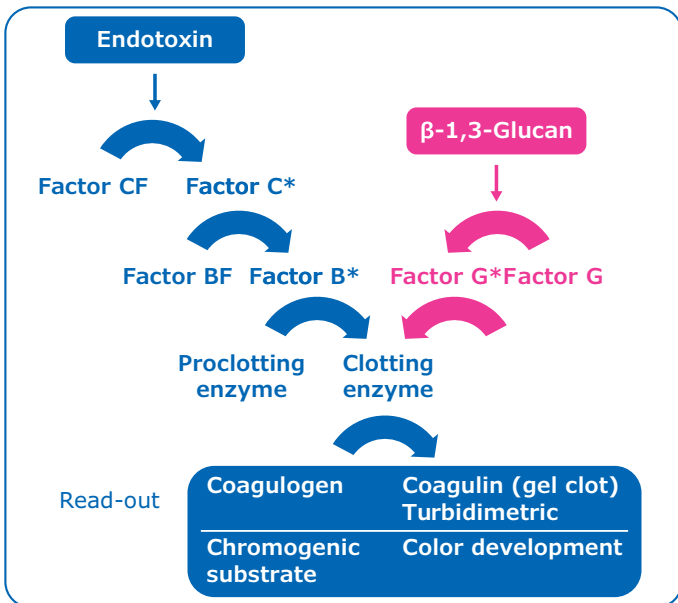 Endotoxin
β-1,3-Glucan
Factor CF Factor C*
Factor BF Factor B* Factor G*Factor G
Proclotting
enzyme
Clotting
enzyme
Read-out
Coagulogen
Coagulin (gel clot)
Turbidimetric
Chromogenic
substrate
Color development